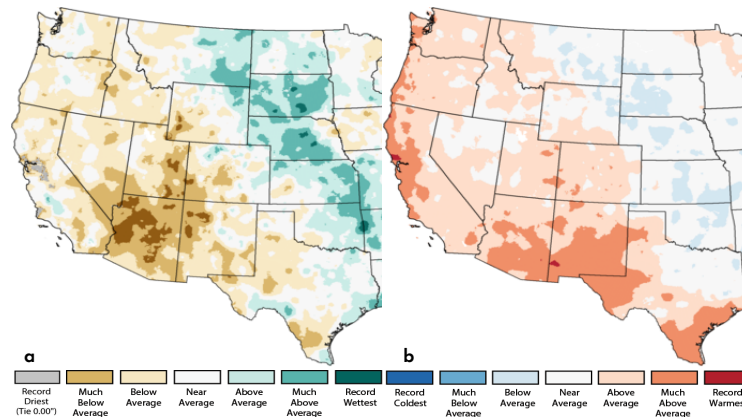 a
b
Record Driest (Tie 0.00")
Much Below Average
Below Average
Near Average
Above Average
Much Above Average
Record Wettest
Record Coldest
Much Below Average
Below Average
Near Average
Above Average
Much Above Average
Record Warmes